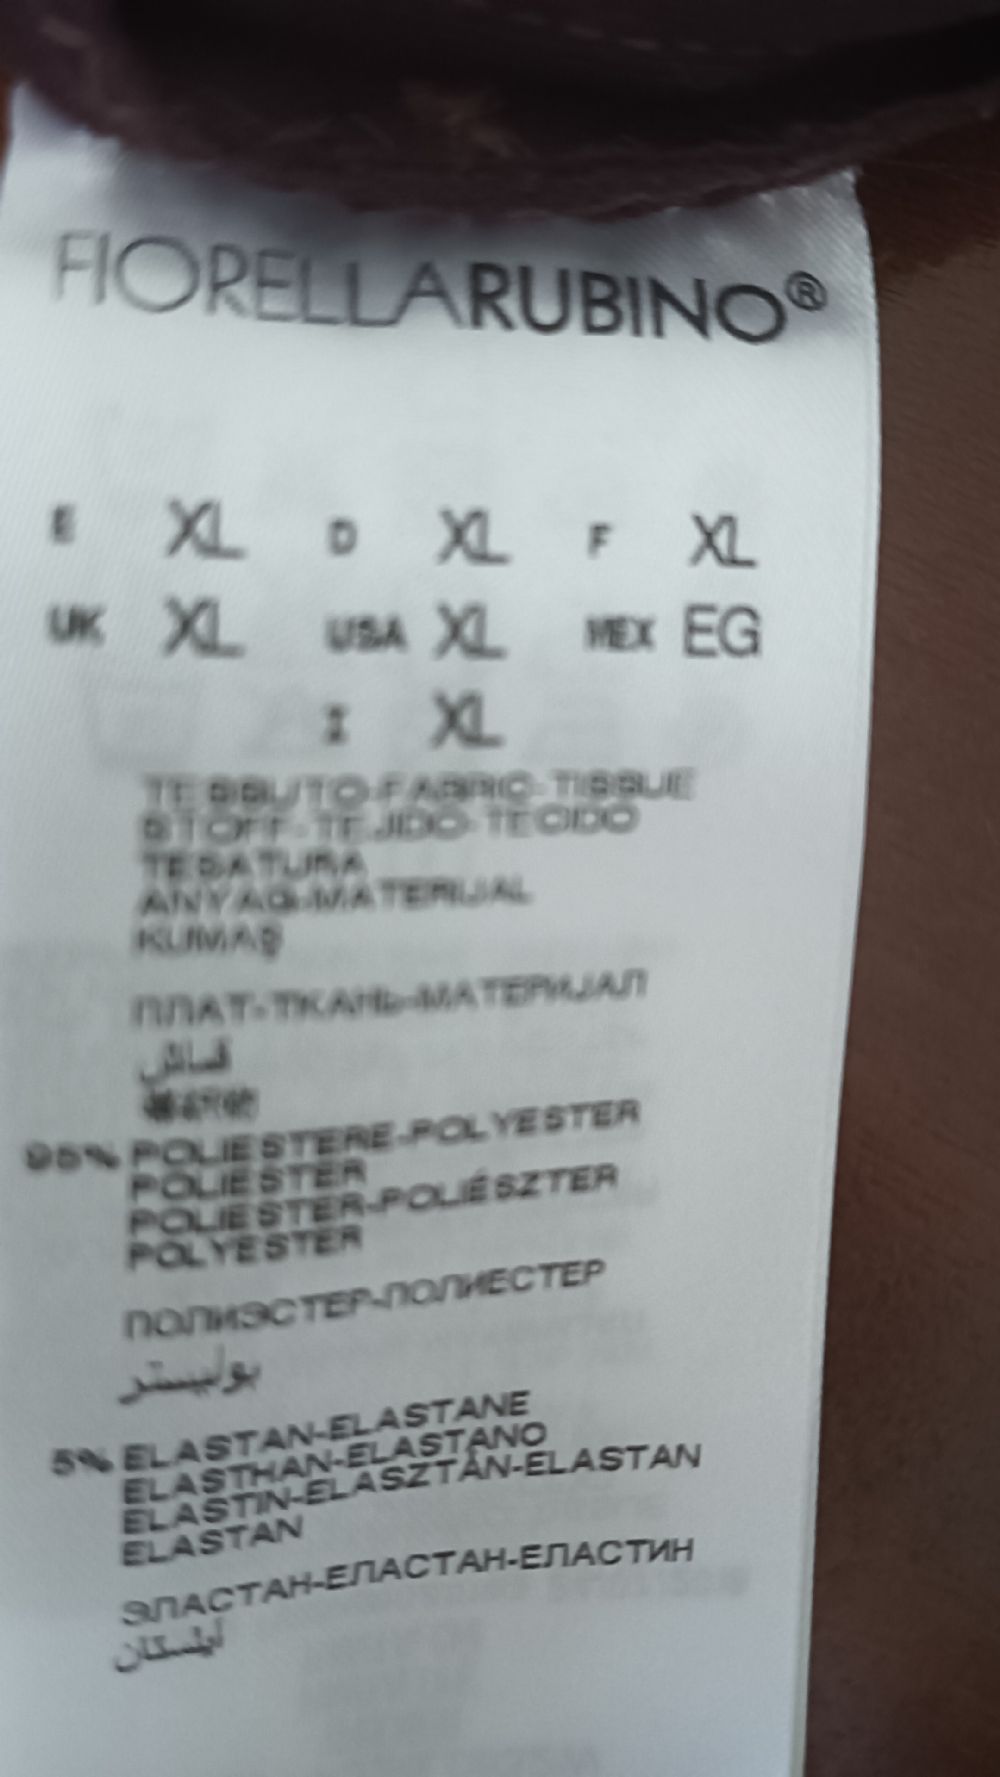 FIORELLARUBINO®
E XL D XL F XL
UK XL USA XL MEX EG
I XL
TESSUTO-FABRIC-TISSUE
STOFF-TEJIDO-TECIDO
TESATURA
ANYAG-MATERIJAL
KUMAŞ
ПЛАТ-ТКАНЬ-МАТЕРИЈАЛ
قماش
95% POLIESTERE-POLYESTER
POLIESTER
POLIESTER-POLIÉSZTER
POLYESTER
ПОЛИЭСТЕР-ПОЛИЕСТЕР
بوليستر
5% ELASTAN-ELASTANE
ELASTHAN-ELASTANO
ELASTIN-ELASZTÁN-ELASTAN
ELASTAN
ЭЛАСТАН-ЕЛАСТАН-ЕЛАСТИН